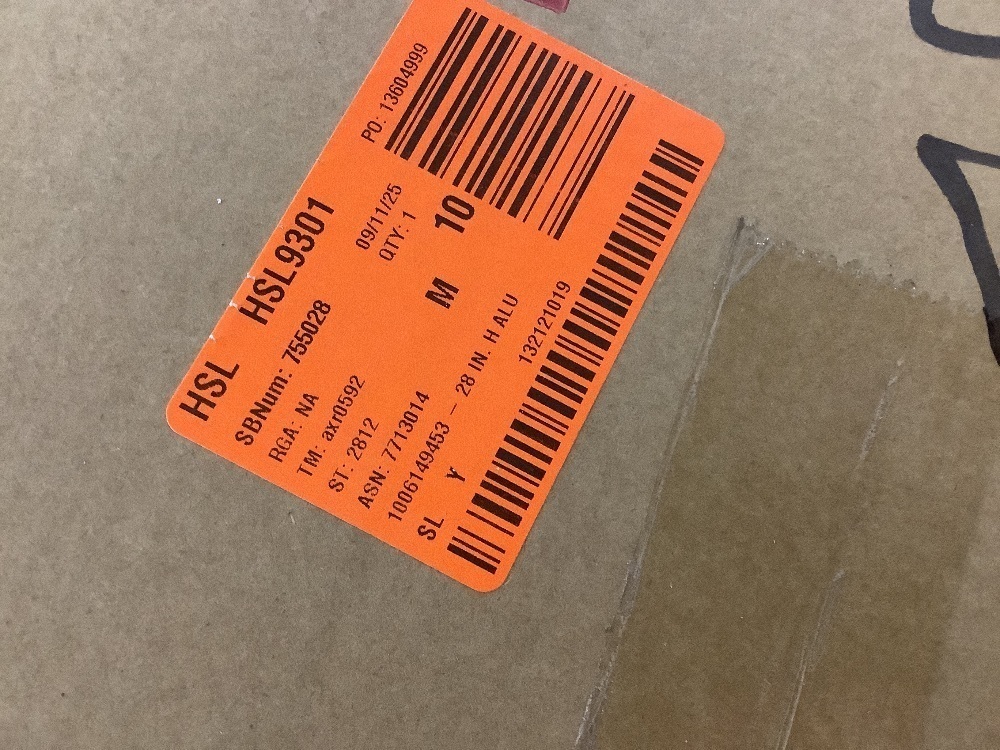 HSL HSL9301
SBNum: 755028
RGA: NA
09/11/25
PO: 13604999
TM: axr0592
QTY: 1
ST: 2812
ASN: 7713014
M 10
1006149453 - 28 IN. H ALU
SL Y
132121019